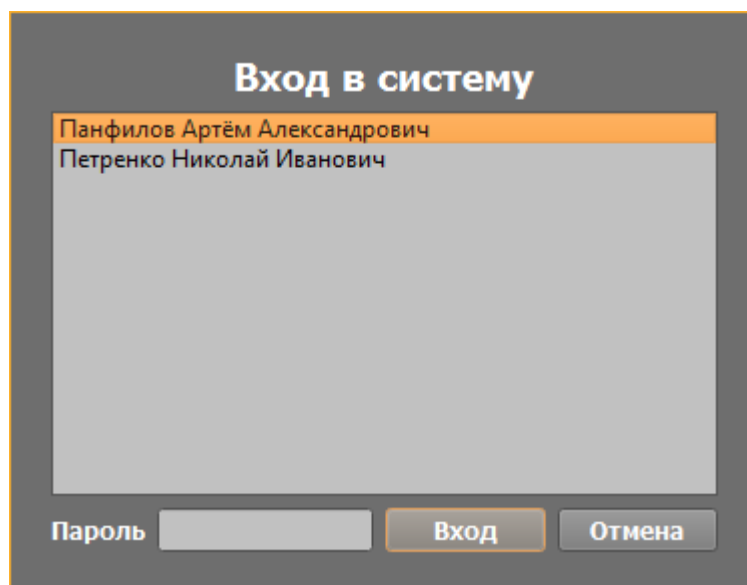 Вход в систему
Панфилов Артём Александрович
Петренко Николай Иванович
Пароль Вход Отмена